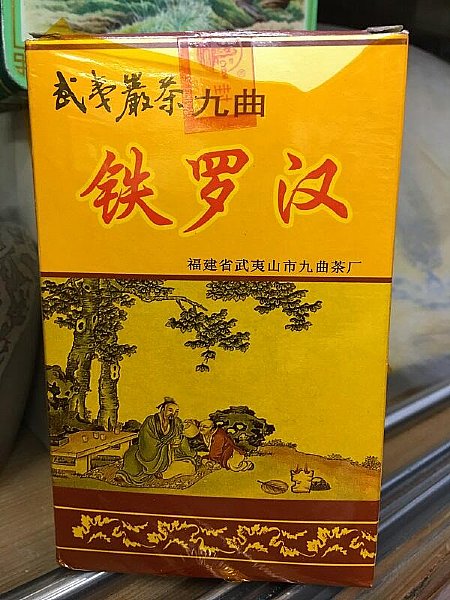 武夷巖茶 九曲
铁罗汉
福建省武夷山市九曲茶厂